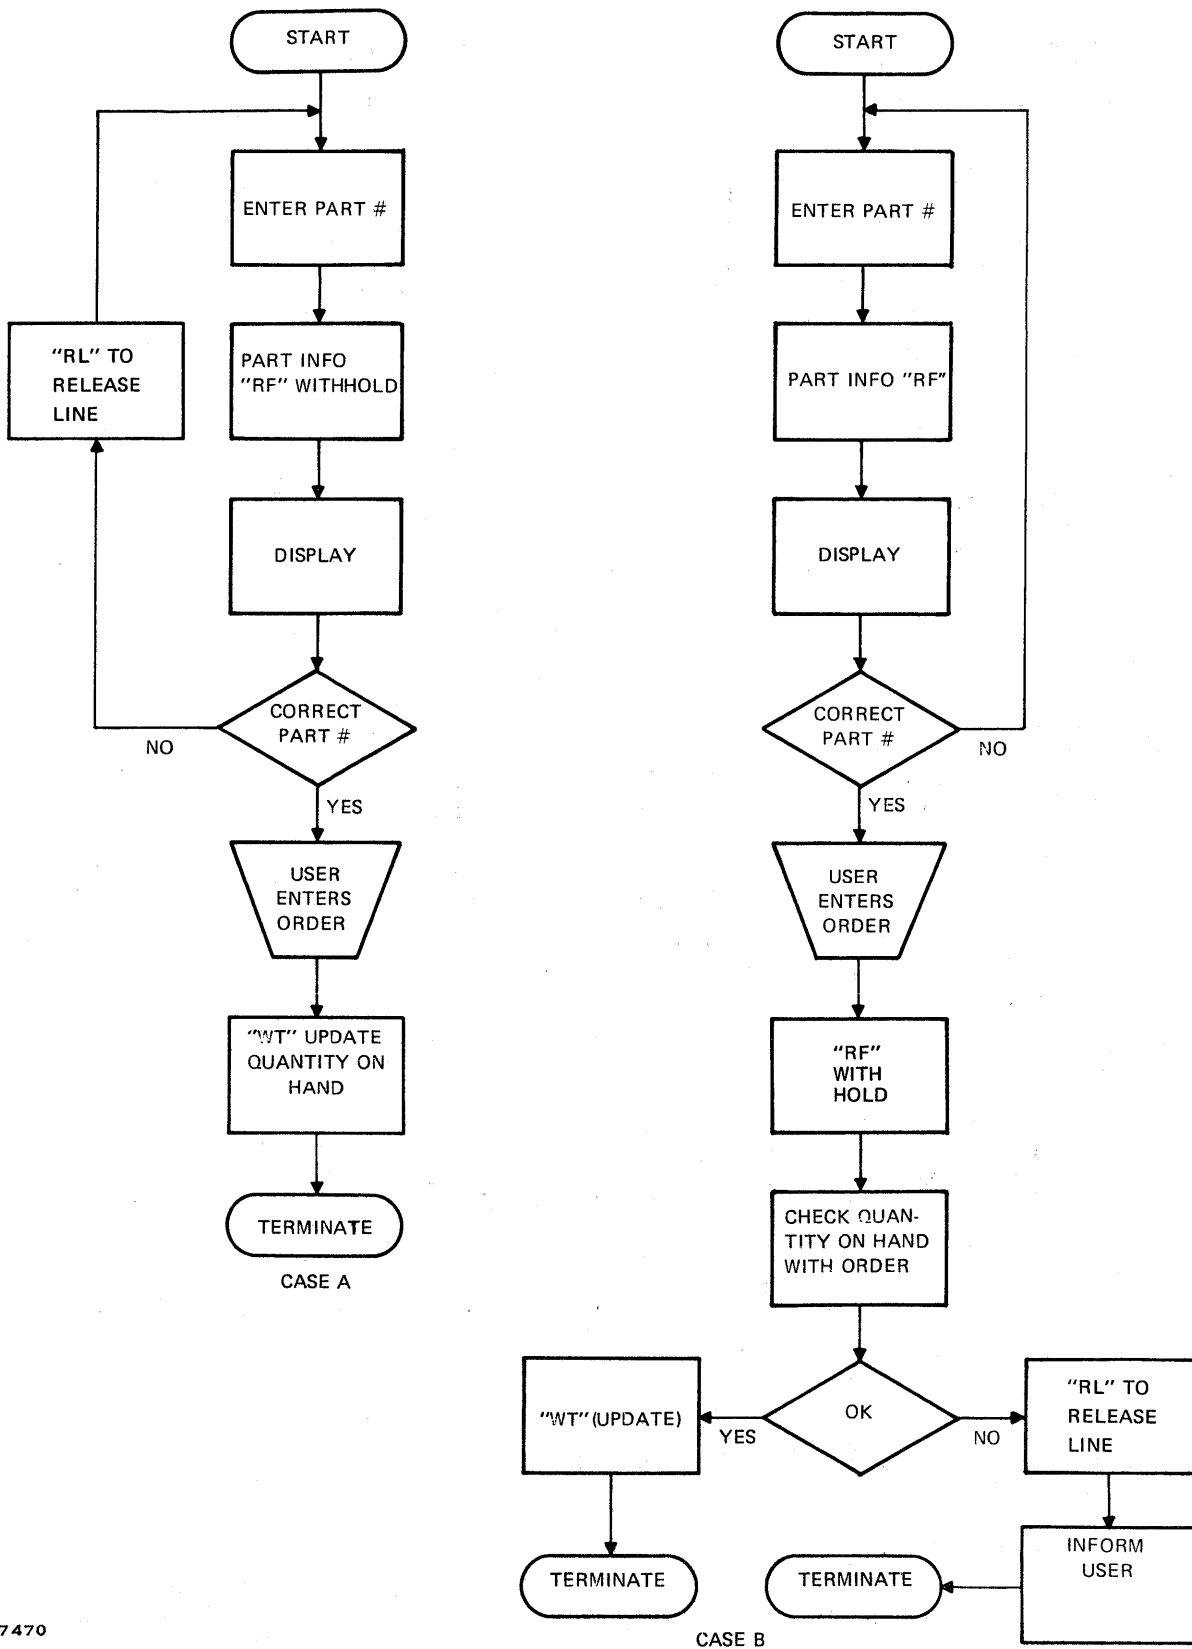 START
ENTER PART #
"RL" TO
RELEASE
LINE
PART INFO
"RF" WITHHOLD
DISPLAY
CORRECT
PART #
NO
YES
USER
ENTERS
ORDER
"WT" UPDATE
QUANTITY ON
HAND
TERMINATE
CASE A
START
ENTER PART #
PART INFO "RF"
DISPLAY
CORRECT
PART #
NO
YES
USER
ENTERS
ORDER
"RF"
WITH
HOLD
CHECK QUAN-
TITY ON HAND
WITH ORDER
OK
YES
NO
"WT" (UPDATE)
TERMINATE
"RL" TO
RELEASE
LINE
INFORM
USER
TERMINATE
CASE B
7470